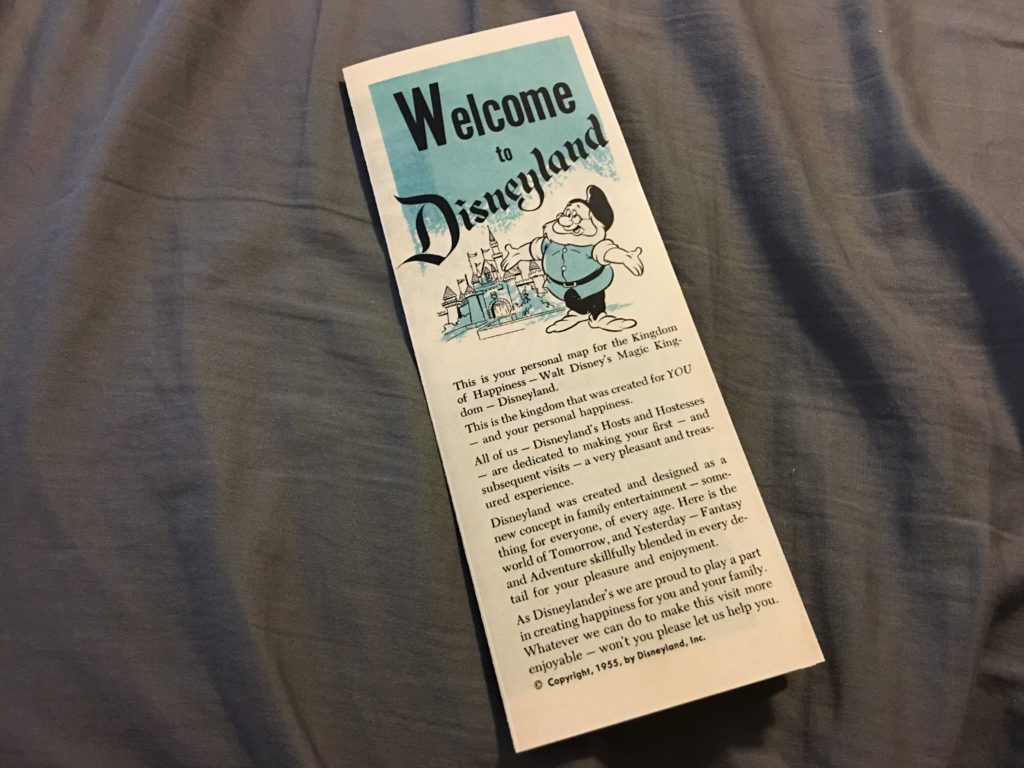 Welcome
to
Disneyland
This is your personal map for the Kingdom
of Happiness — Walt Disney's Magic King-
dom — Disneyland.
This is the kingdom that was created for YOU
— and your personal happiness.
All of us — Disneyland's Hosts and Hostesses
— are dedicated to making your first — and
subsequent visits — a very pleasant and treas-
ured experience.
Disneyland was created and designed as a
new concept in family entertainment — some-
thing for everyone, of every age. Here is the
world of Tomorrow, and Yesterday — Fantasy
and Adventure skillfully blended in every de-
tail for your pleasure and enjoyment.
As Disneylander's we are proud to play a part
in creating happiness for you and your family.
Whatever we can do to make this visit more
enjoyable — won't you please let us help you.
© Copyright, 1955, by Disneyland, Inc.